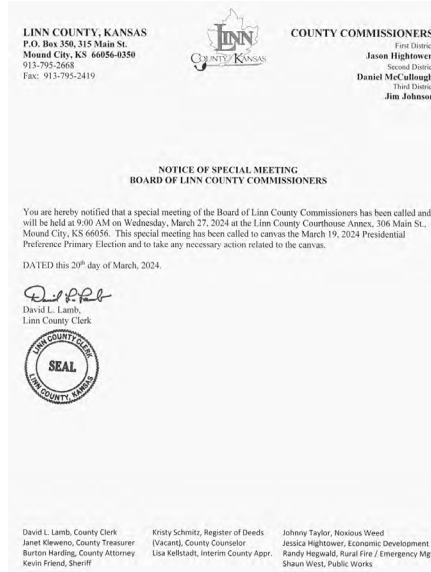 LINN COUNTY, KANSAS
P.O. Box 350, 315 Main St.
Mound City, KS 66056-0350
913-795-2668
Fax: 913-795-2419
LINN
COUNTY KANSAS
COUNTY COMMISSIONERS
First Distric
Jason Hightower
Second Distric
Daniel McCullough
Third Distric
Jim Johnson
NOTICE OF SPECIAL MEETING
BOARD OF LINN COUNTY COMMISSIONERS
You are hereby notified that a special meeting of the Board of Linn County Commissioners has been called and
will be held at 9:00 AM on Wednesday, March 27, 2024 at the Linn County Courthouse Annex, 306 Main St.,
Mound City, KS 66056. This special meeting has been called to canvas the March 19, 2024 Presidential
Preference Primary Election and to take any necessary action related to the canvas.
DATED this 20th day of March, 2024.
David L. Lamb
David L. Lamb,
Linn County Clerk
LINN COUNTY CLERK
SEAL
LINN COUNTY, KANSAS
David L. Lamb, County Clerk
Janet Kleweno, County Treasurer
Burton Harding, County Attorney
Kevin Friend, Sheriff
Kristy Schmitz, Register of Deeds
(Vacant), County Counselor
Lisa Kellstadt, Interim County Appr.
Johnny Taylor, Noxious Weed
Jessica Hightower, Economic Development
Randy Hegwald, Rural Fire / Emergency Mg
Shaun West, Public Works